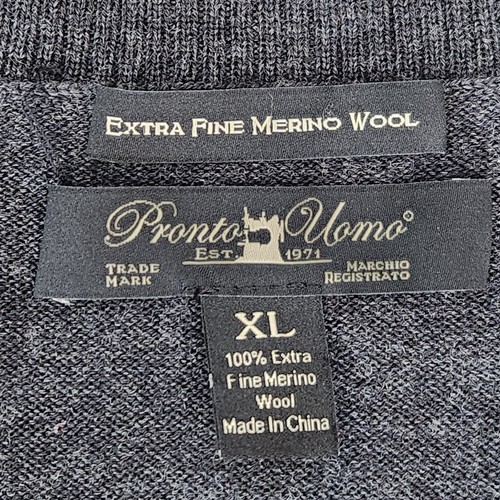 EXTRA FINE MERINO WOOL
Pronto Uomo®
EST. 1971
TRADE MARK
MARCHIO REGISTRATO
XL
100% Extra
Fine Merino
Wool
Made In China